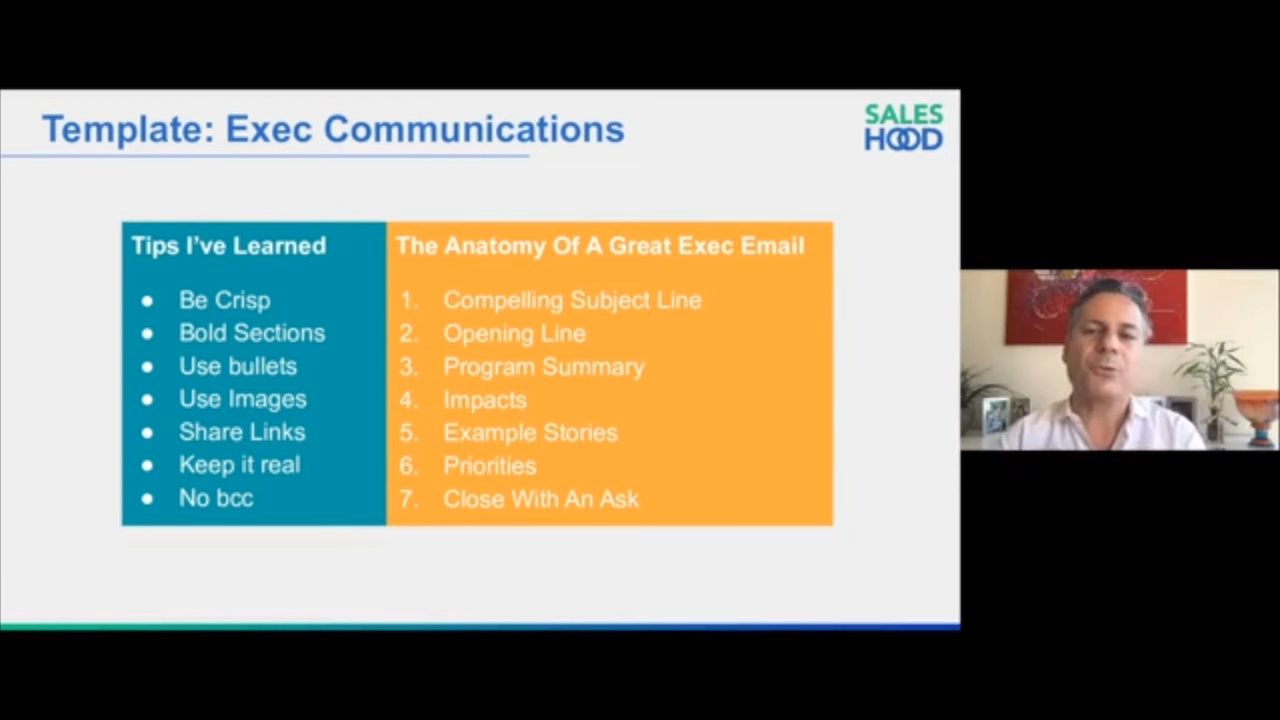 Template: Exec Communications
SALES
HOOD
Tips I've Learned
● Be Crisp
● Bold Sections
● Use bullets
● Use Images
● Share Links
● Keep it real
● No bcc
The Anatomy Of A Great Exec Email
1. Compelling Subject Line
2. Opening Line
3. Program Summary
4. Impacts
5. Example Stories
6. Priorities
7. Close With An Ask